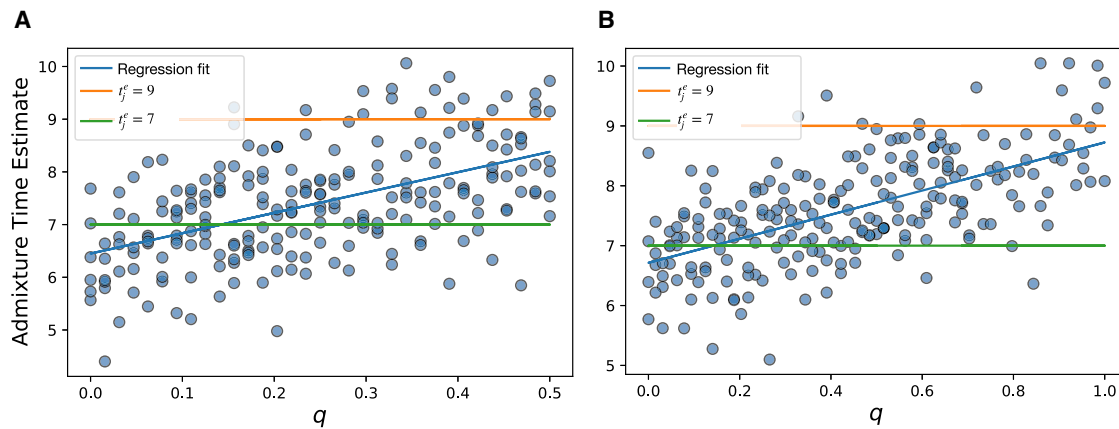 A
B
Admixture Time Estimate
10
9
8
7
6
5
Regression fit
t_j^e = 9
t_j^e = 7
0.0 0.1 0.2 0.3 0.4 0.5
q
10
9
8
7
6
5
Regression fit
t_j^e = 9
t_j^e = 7
0.0 0.2 0.4 0.6 0.8 1.0
q